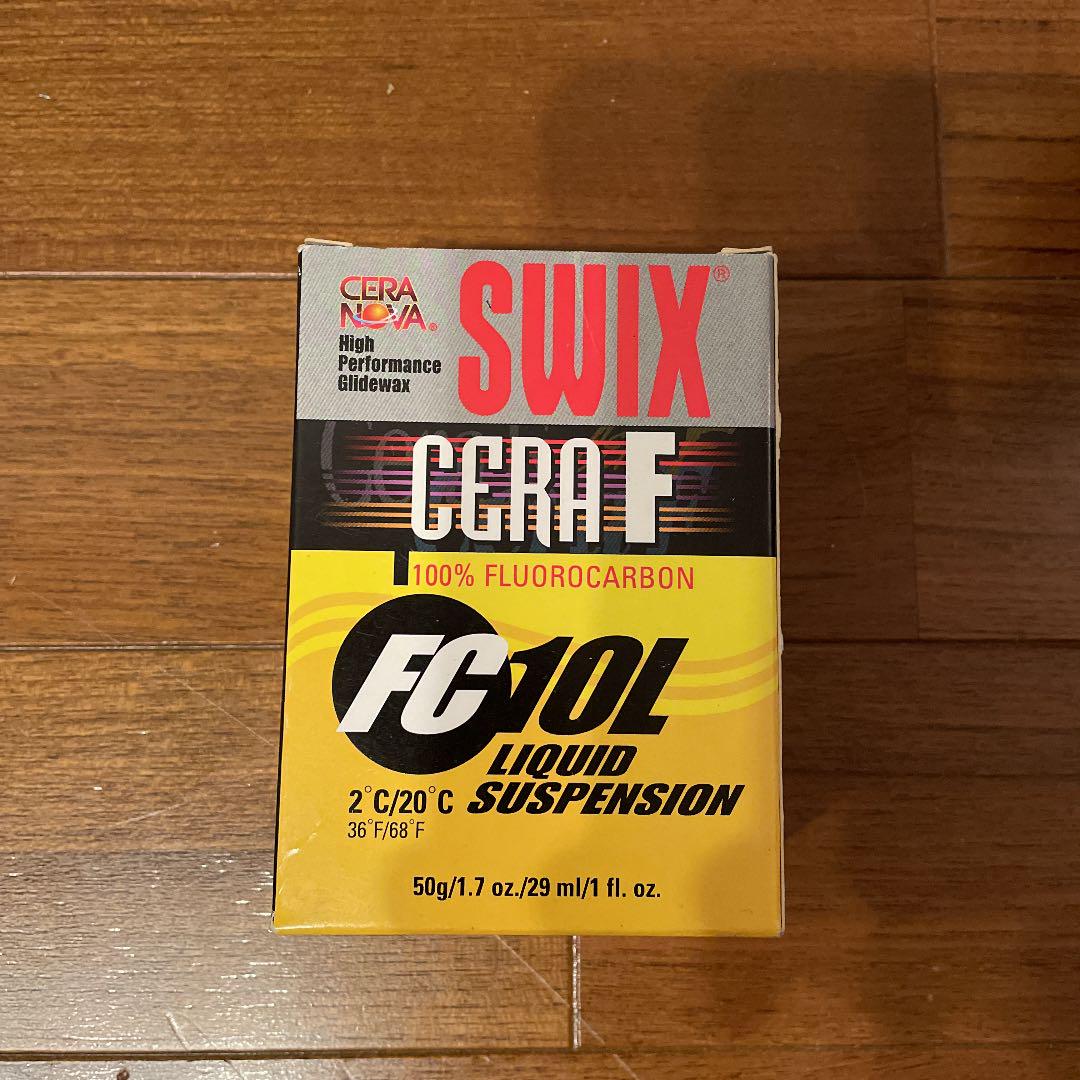 CERA
NOVA®
High
Performance
Glidewax
SWIX®
CERA F
100% FLUOROCARBON
FC10L
LIQUID
SUSPENSION
2°C/20°C
36°F/68°F
50g/1.7 oz./29 ml/1 fl. oz.